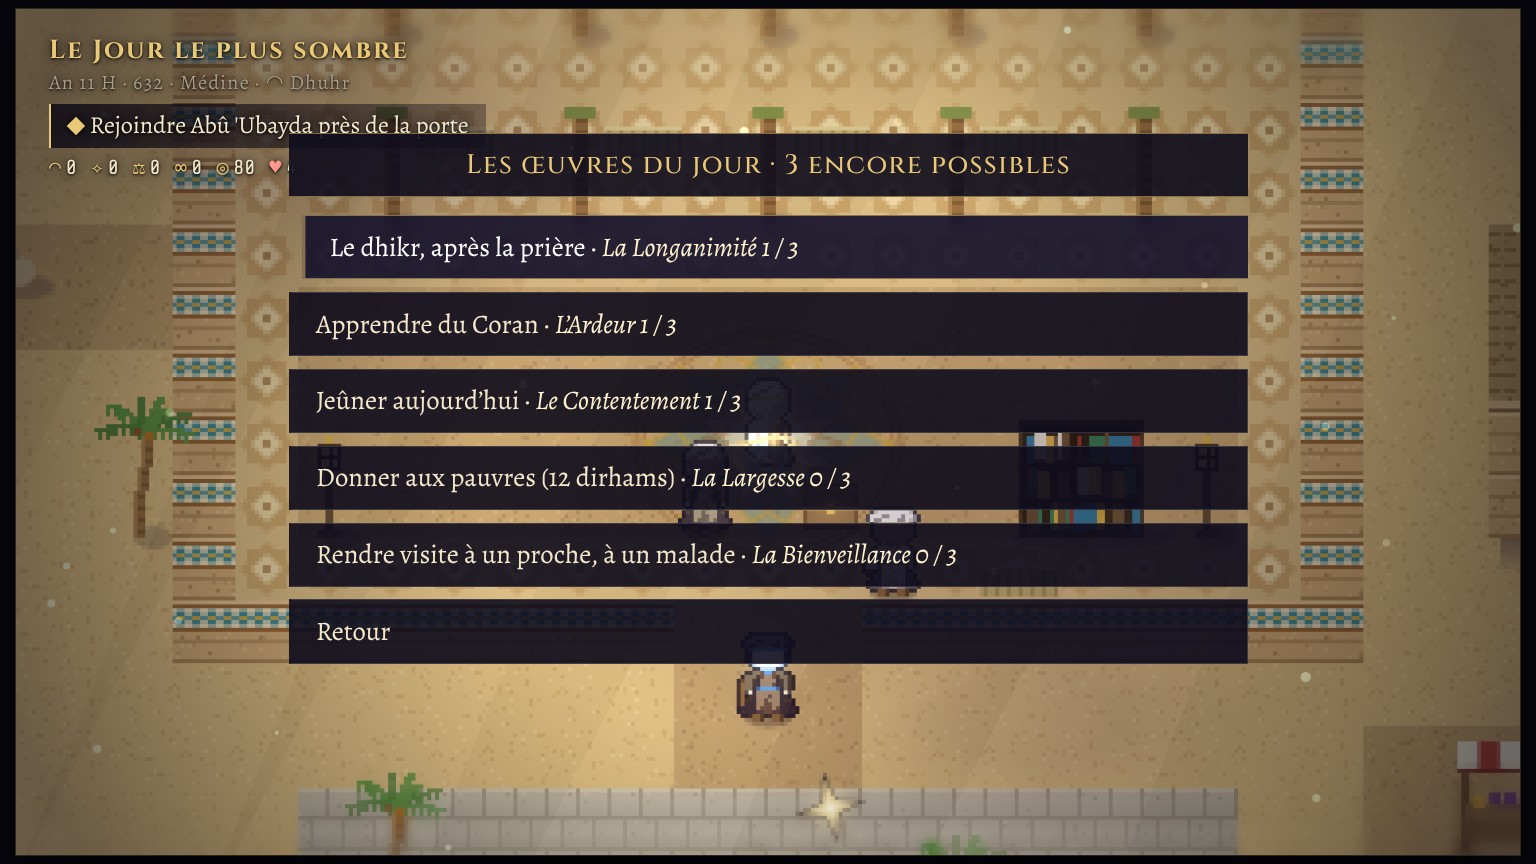 Le Jour le plus sombre
An 11 H · 632 · Médine · ◠ Dhuhr
◆ Rejoindre Abû 'Ubayda près de la porte
◠ 0 ✧ 0 ⚖ 0 ∞ 0 ◎ 80 ♥
Les œuvres du jour · 3 encore possibles
Le dhikr, après la prière · La Longanimité 1 / 3
Apprendre du Coran · L’Ardeur 1 / 3
Jeûner aujourd’hui · Le Contentement 1 / 3
Donner aux pauvres (12 dirhams) · La Largesse 0 / 3
Rendre visite à un proche, à un malade · La Bienveillance 0 / 3
Retour